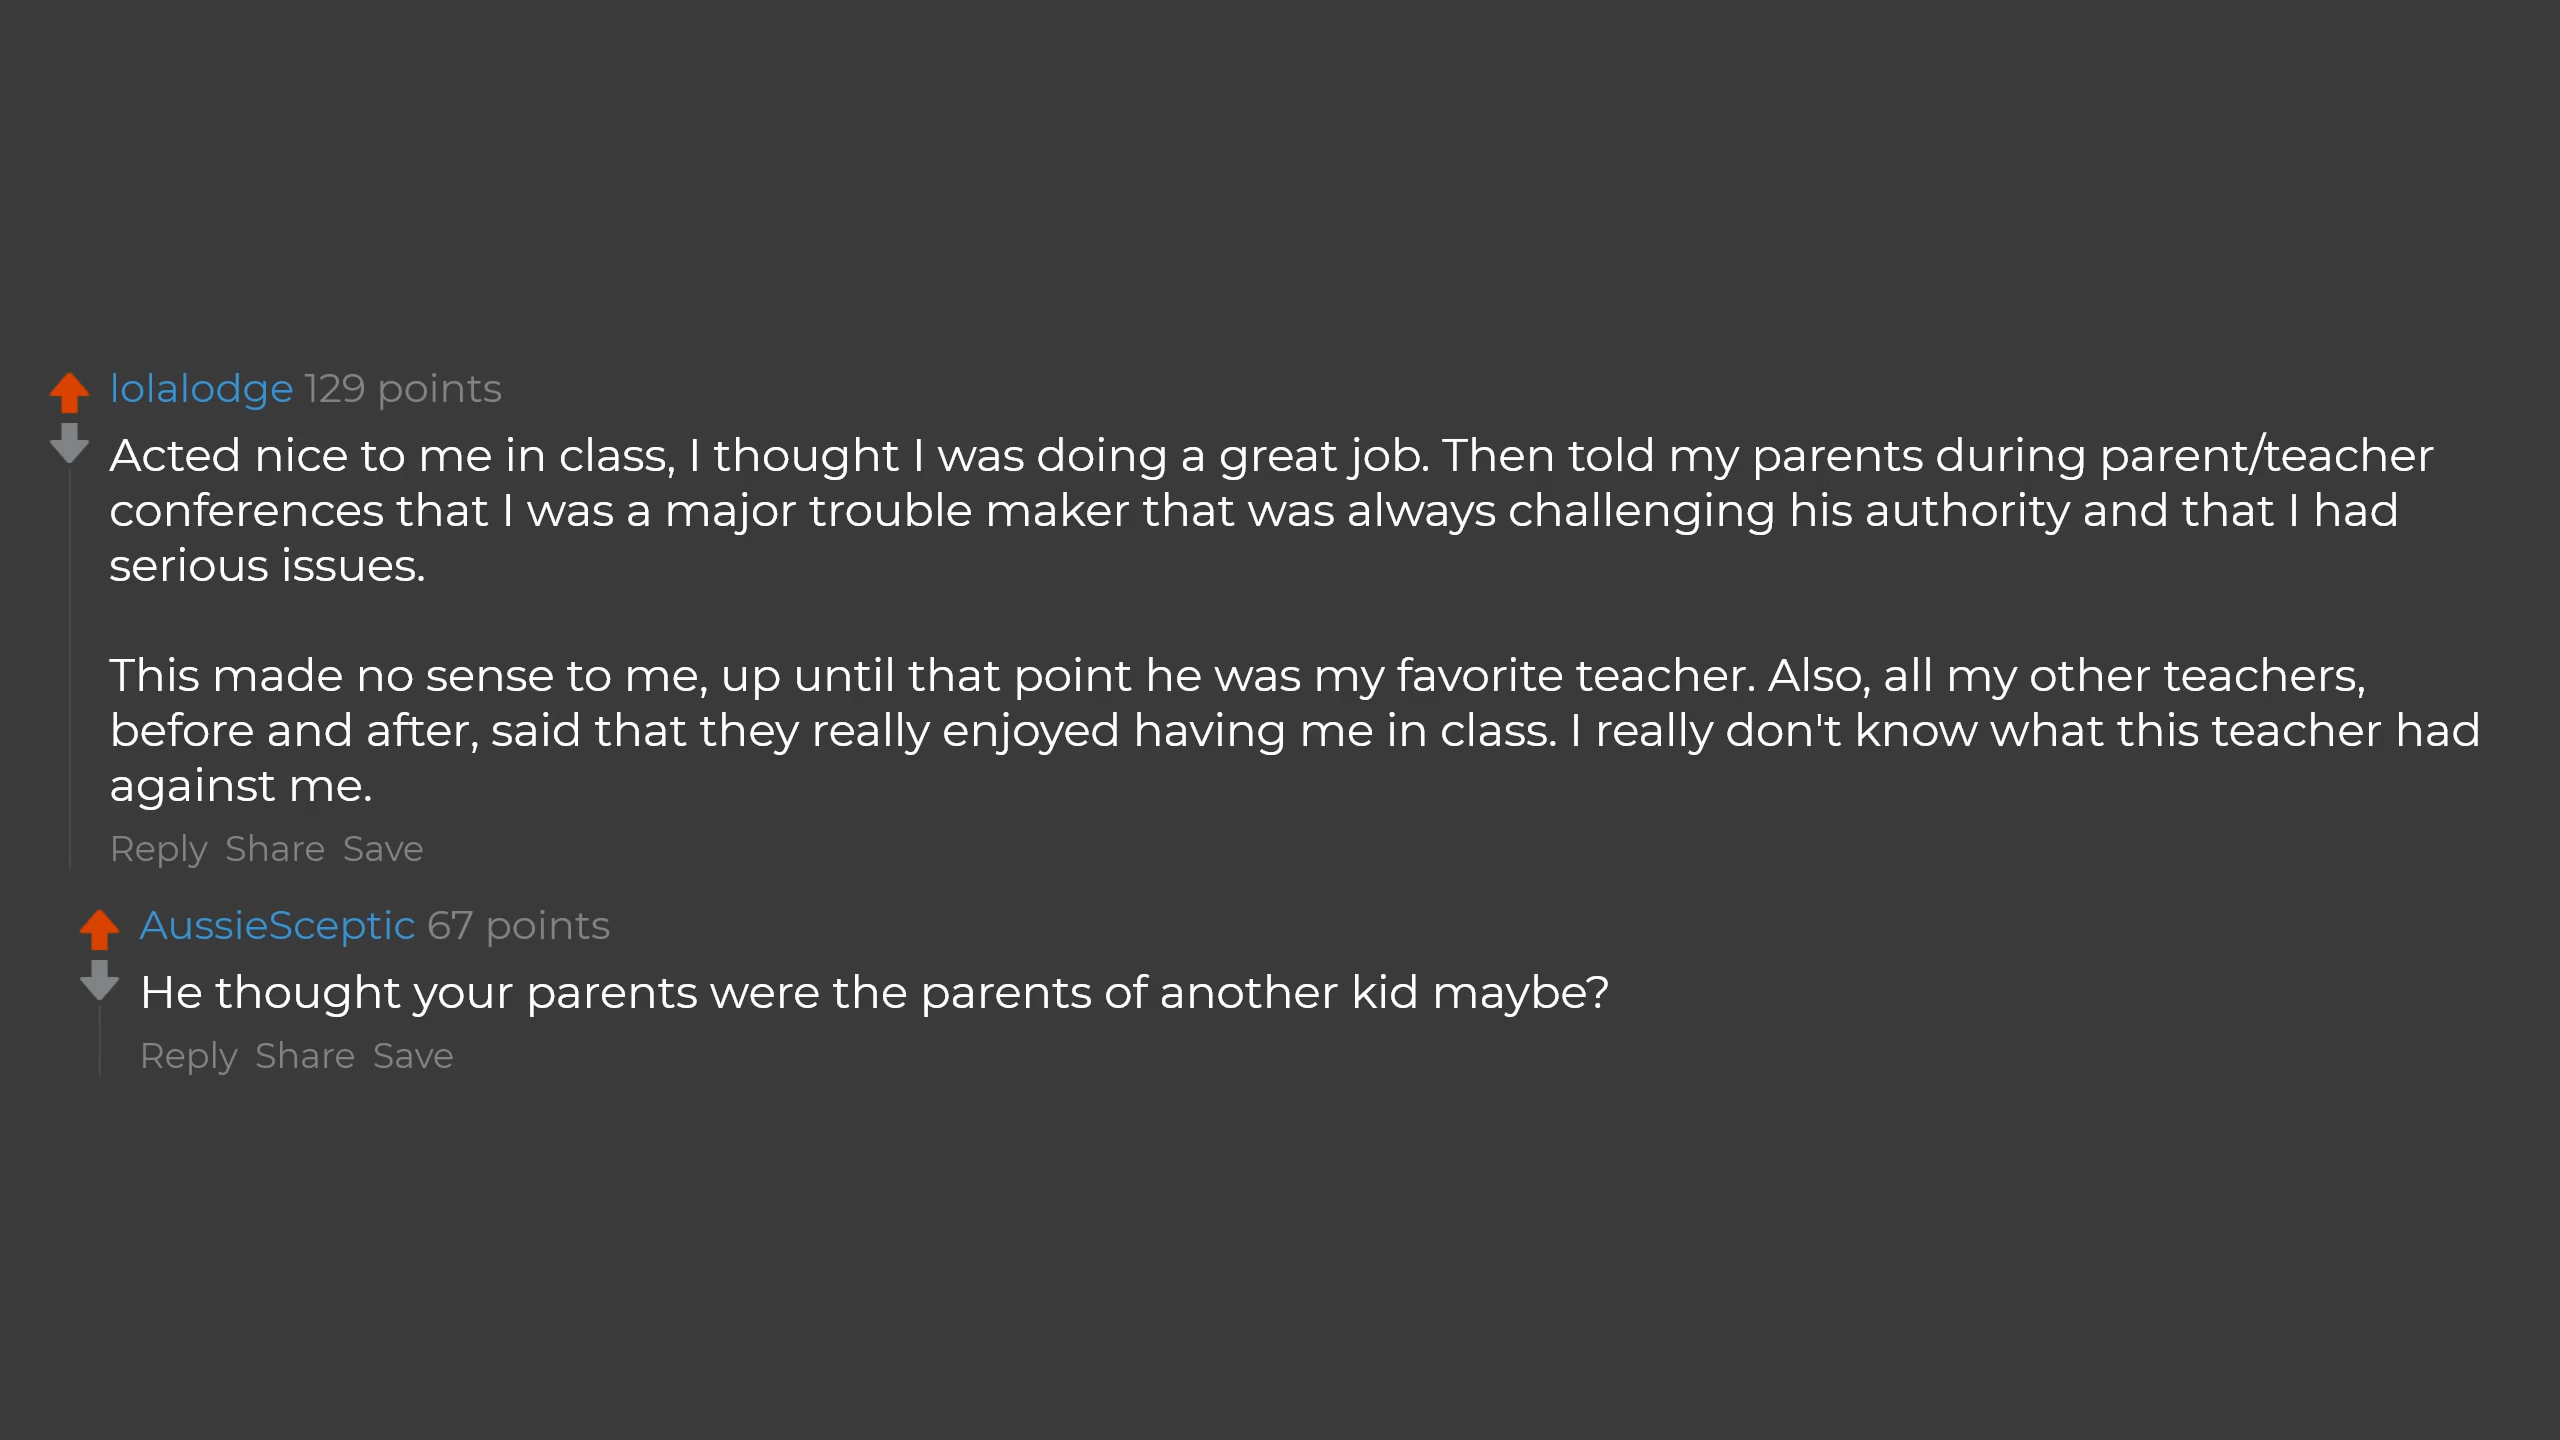 lolalodge 129 points
Acted nice to me in class, I thought I was doing a great job. Then told my parents during parent/teacher
conferences that I was a major trouble maker that was always challenging his authority and that I had
serious issues.
This made no sense to me, up until that point he was my favorite teacher. Also, all my other teachers,
before and after, said that they really enjoyed having me in class. I really don't know what this teacher had
against me.
Reply Share Save
AussieSceptic 67 points
He thought your parents were the parents of another kid maybe?
Reply Share Save